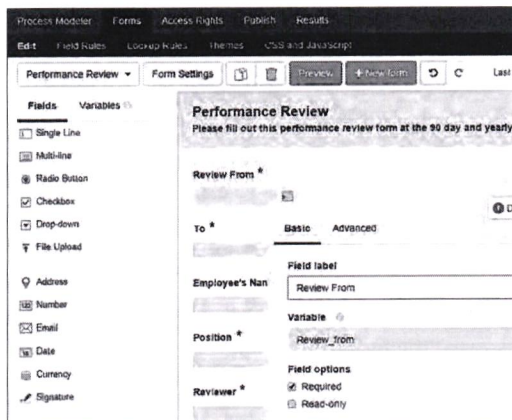 Process Modeler Forms Access Rights Publish Results
Edit Field Rules Lookup Rules Themes CSS and JavaScript
Performance Review Form Settings Preview + New form Last
Fields Variables
Performance Review
Please fill out this performance review form at the 90 day and yearly
Single Line
Multi-line
Radio Button
Checkbox
Drop-down
File Upload
Address
Number
Email
Date
Currency
Signature
Review From *
To *
Employee's Nan
Position *
Reviewer *
D
Basic Advanced
Field label
Review From
Variable
Review_from
Field options
Required
Read-only